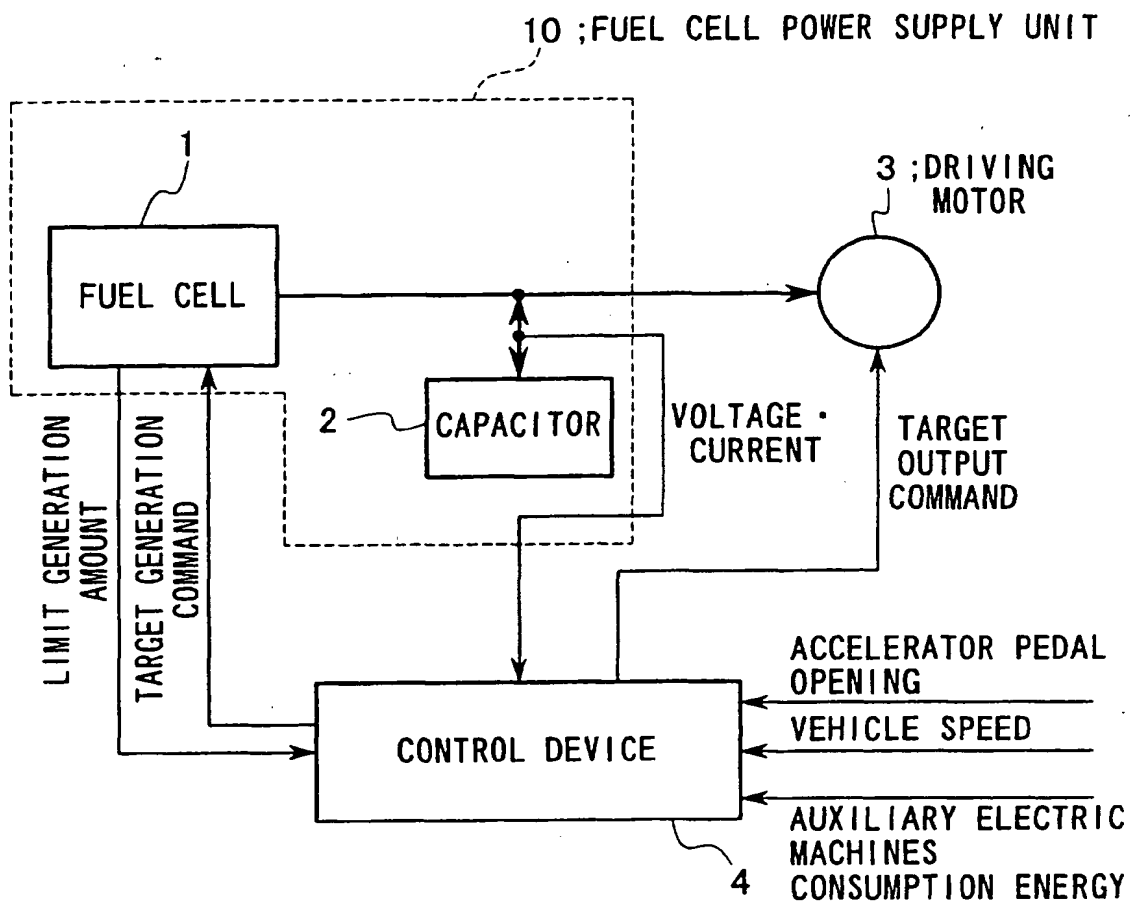 10 ;FUEL CELL POWER SUPPLY UNIT
1
3 ;DRIVING
MOTOR
FUEL CELL
2
CAPACITOR
VOLTAGE・
CURRENT
TARGET
OUTPUT
COMMAND
LIMIT GENERATION
AMOUNT
TARGET GENERATION
COMMAND
ACCELERATOR PEDAL
OPENING
VEHICLE SPEED
CONTROL DEVICE
AUXILIARY ELECTRIC
MACHINES
CONSUMPTION ENERGY
4